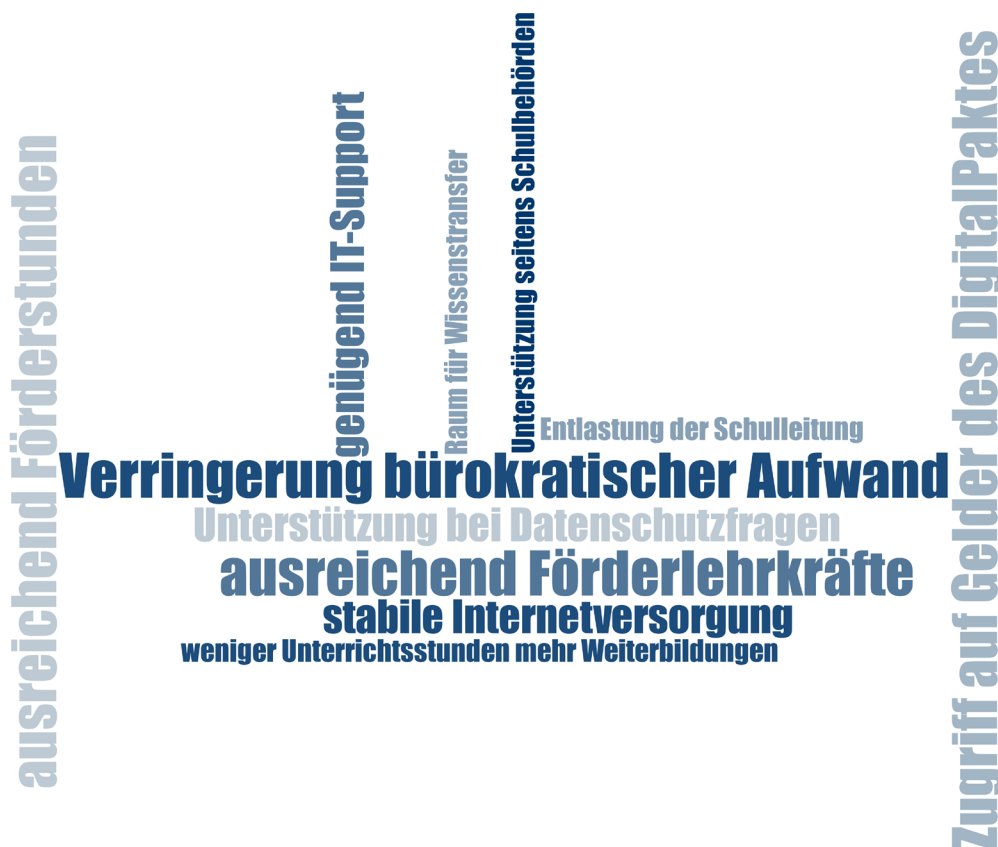 ausreichend Förderstunden
genügend IT-Support
Raum für Wissenstransfer
Unterstützung seitens Schulbehörden
Zugriff auf Gelder des DigitalPaktes
Entlastung der Schulleitung
Verringerung bürokratischer Aufwand
Unterstützung bei Datenschutzfragen
ausreichend Förderlehrkräfte
stabile Internetversorgung
weniger Unterrichtsstunden mehr Weiterbildungen